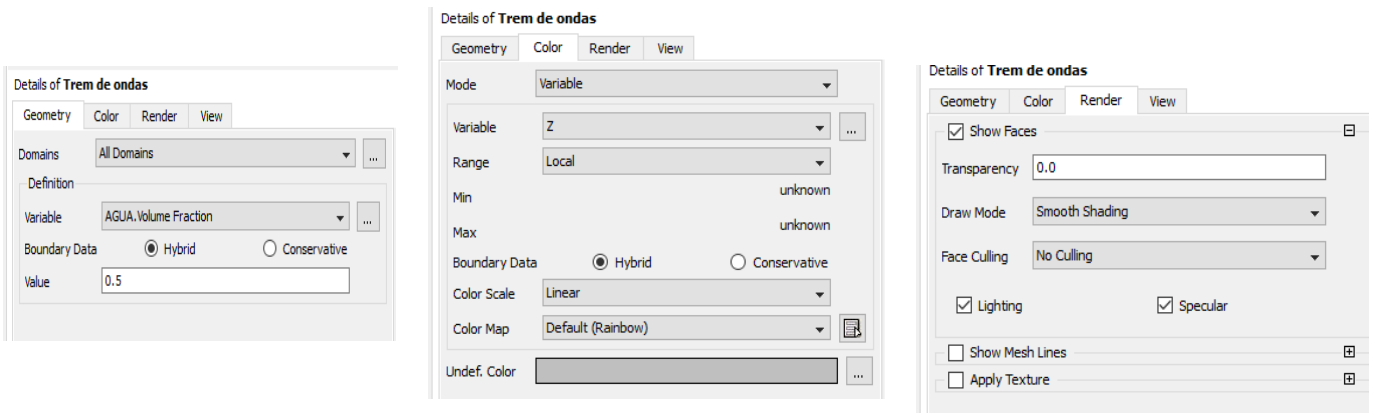 Details of Trem de ondas
Geometry Color Render View
Domains All Domains ...
Definition
Variable AGUA.Volume Fraction ...
Boundary Data Hybrid Conservative
Value 0.5
Details of Trem de ondas
Geometry Color Render View
Mode Variable
Variable Z ...
Range Local
Min unknown
Max unknown
Boundary Data Hybrid Conservative
Color Scale Linear
Color Map Default (Rainbow)
Undef. Color ...
Details of Trem de ondas
Geometry Color Render View
Show Faces
Transparency 0.0
Draw Mode Smooth Shading
Face Culling No Culling
Lighting Specular
Show Mesh Lines
Apply Texture